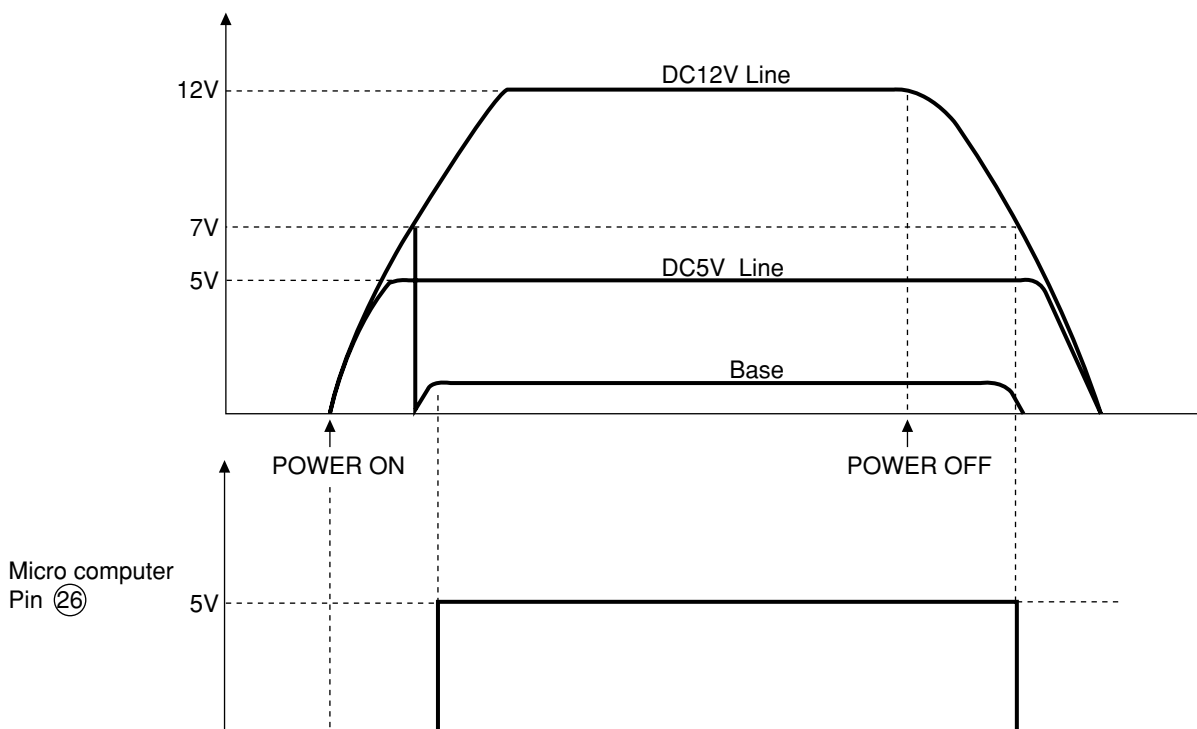 12V
DC12V Line
7V
5V
DC5V Line
Base
POWER ON
POWER OFF
Micro computer
Pin 26
5V